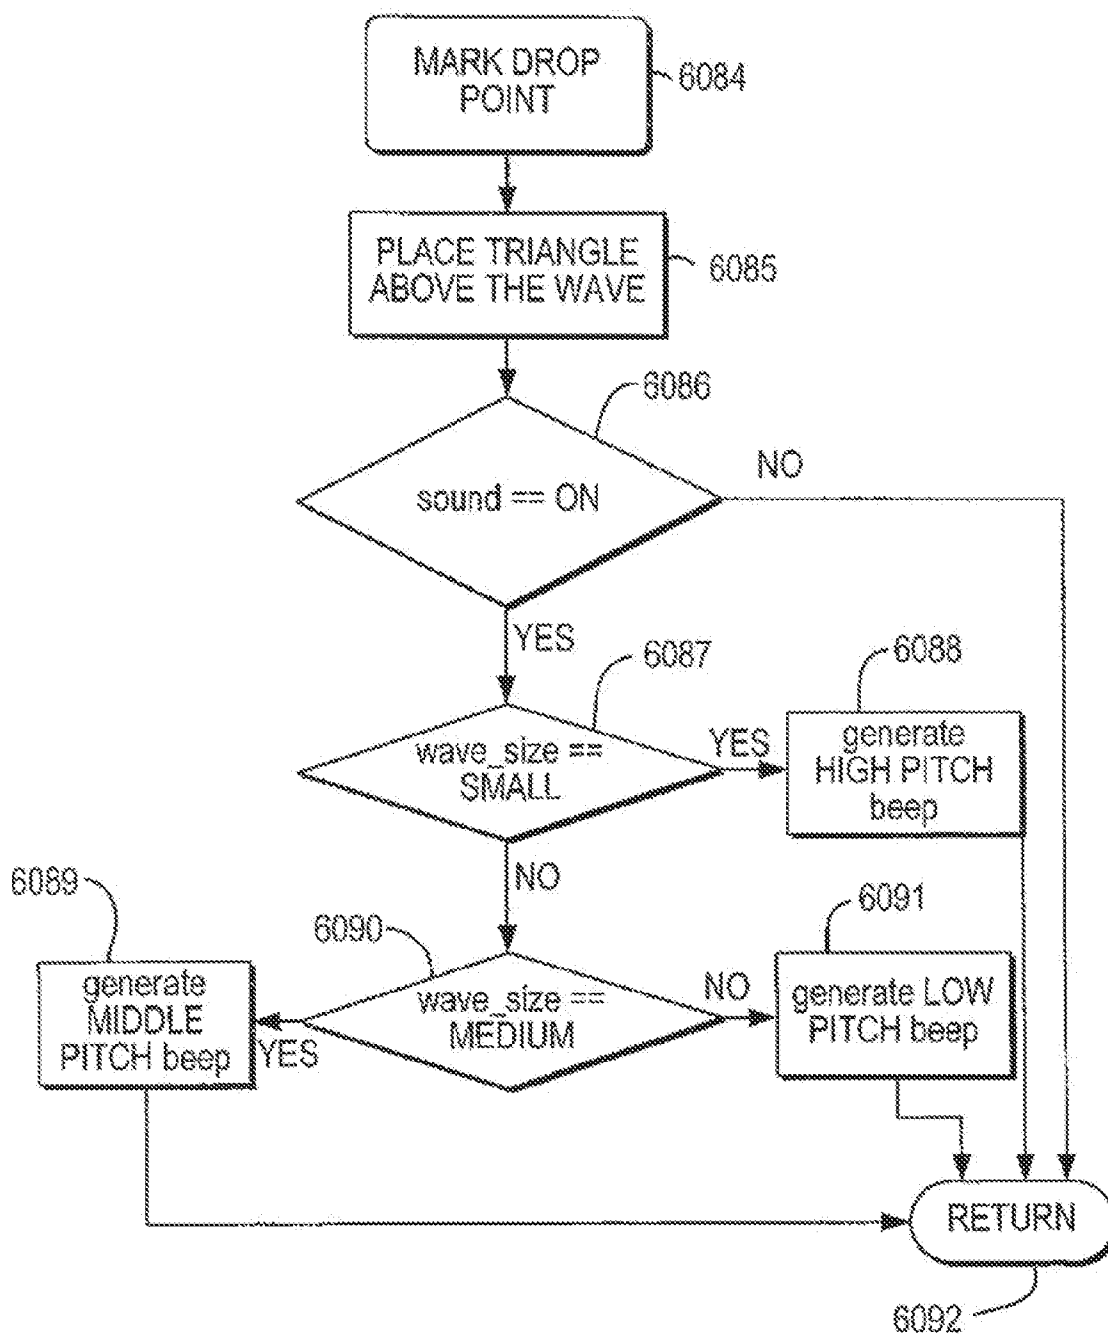 MARK DROP
POINT
6084
PLACE TRIANGLE
ABOVE THE WAVE
6085
6086
sound == ON
NO
YES
6087
wave_size ==
SMALL
YES
6088
generate
HIGH PITCH
beep
NO
6089
generate
MIDDLE
PITCH beep
YES
6090
wave_size ==
MEDIUM
NO
6091
generate LOW
PITCH beep
RETURN
6092